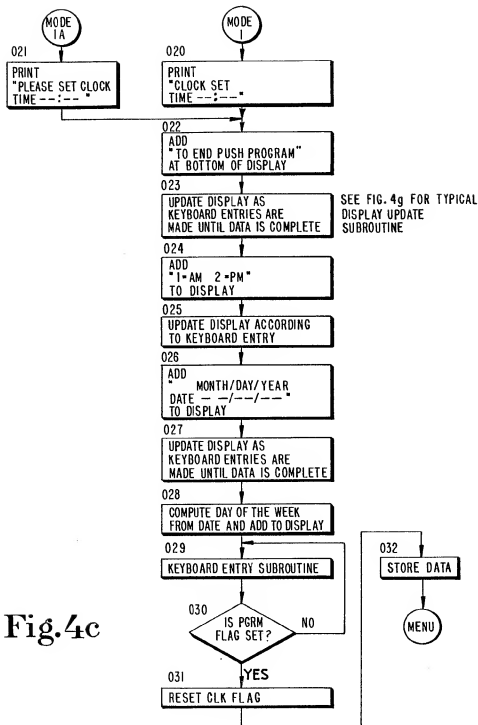 MODE
1A
MODE
1
021
020
PRINT
"PLEASE SET CLOCK
TIME --:-- "
PRINT
"CLOCK SET
TIME --:-- "
022
ADD
"TO END PUSH PROGRAM"
AT BOTTOM OF DISPLAY
023
UPDATE DISPLAY AS
KEYBOARD ENTRIES ARE
MADE UNTIL DATA IS COMPLETE
SEE FIG. 4g FOR TYPICAL
DISPLAY UPDATE
SUBROUTINE
024
ADD
"1=AM 2=PM"
TO DISPLAY
025
UPDATE DISPLAY ACCORDING
TO KEYBOARD ENTRY
026
ADD
" MONTH/DAY/YEAR
DATE - -/--/-- "
TO DISPLAY
027
UPDATE DISPLAY AS
KEYBOARD ENTRIES ARE
MADE UNTIL DATA IS COMPLETE
028
COMPUTE DAY OF THE WEEK
FROM DATE AND ADD TO DISPLAY
029
KEYBOARD ENTRY SUBROUTINE
030
IS PGRM
FLAG SET?
NO
YES
031
RESET CLK FLAG
032
STORE DATA
MENU
Fig. 4c